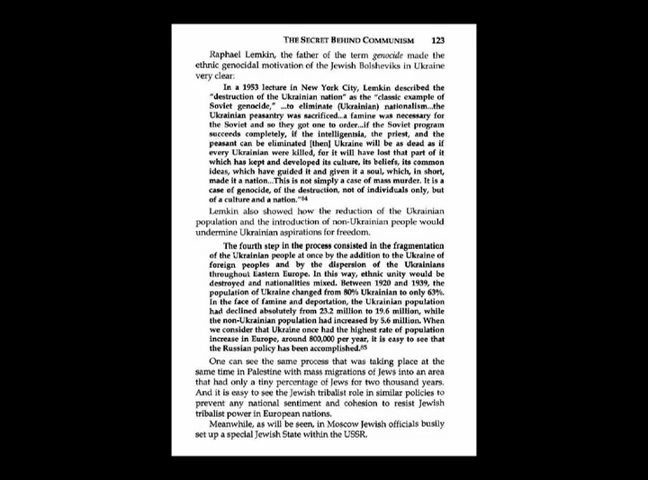 THE SECRET BEHIND COMMUNISM 123
Raphael Lemkin, the father of the term genocide made the
ethnic genocidal motivation of the Jewish Bolsheviks in Ukraine
very clear:
In a 1953 lecture in New York City, Lemkin described the
"destruction of the Ukrainian nation" as the "classic example of
Soviet genocide," ...to eliminate (Ukrainian) nationalism...the
Ukrainian peasantry was sacrificed...a famine was necessary for
the Soviet and so they got one to order...if the Soviet program
succeeds completely, if the intelligentsia, the priest, and the
peasant can be eliminated [then] Ukraine will be as dead as if
every Ukrainian were killed, for it will have lost that part of it
which has kept and developed its culture, its beliefs, its common
ideas, which have guided it and given it a soul, which, in short,
made it a nation...This is not simply a case of mass murder. It is a
case of genocide, of the destruction, not of individuals only, but
of a culture and a nation."84
Lemkin also showed how the reduction of the Ukrainian
population and the introduction of non-Ukrainian people would
undermine Ukrainian aspirations for freedom.
The fourth step in the process consisted in the fragmentation
of the Ukrainian people at once by the addition to the Ukraine of
foreign peoples and by the dispersion of the Ukrainians
throughout Eastern Europe. In this way, ethnic unity would be
destroyed and nationalities mixed. Between 1920 and 1939, the
population of Ukraine changed from 80% Ukrainian to only 63%.
In the face of famine and deportation, the Ukrainian population
had declined absolutely from 23.2 million to 19.6 million, while
the non-Ukrainian population had increased by 5.6 million. When
we consider that Ukraine once had the highest rate of population
increase in Europe, around 800,000 per year, it is easy to see that
the Russian policy has been accomplished.85
One can see the same process that was taking place at the
same time in Palestine with mass migrations of Jews into an area
that had only a tiny percentage of Jews for two thousand years.
And it is easy to see the Jewish tribalist role in similar policies to
prevent any national sentiment and cohesion to resist Jewish
tribalist power in European nations.
Meanwhile, as will be seen, in Moscow Jewish officials busily
set up a special Jewish State within the USSR.